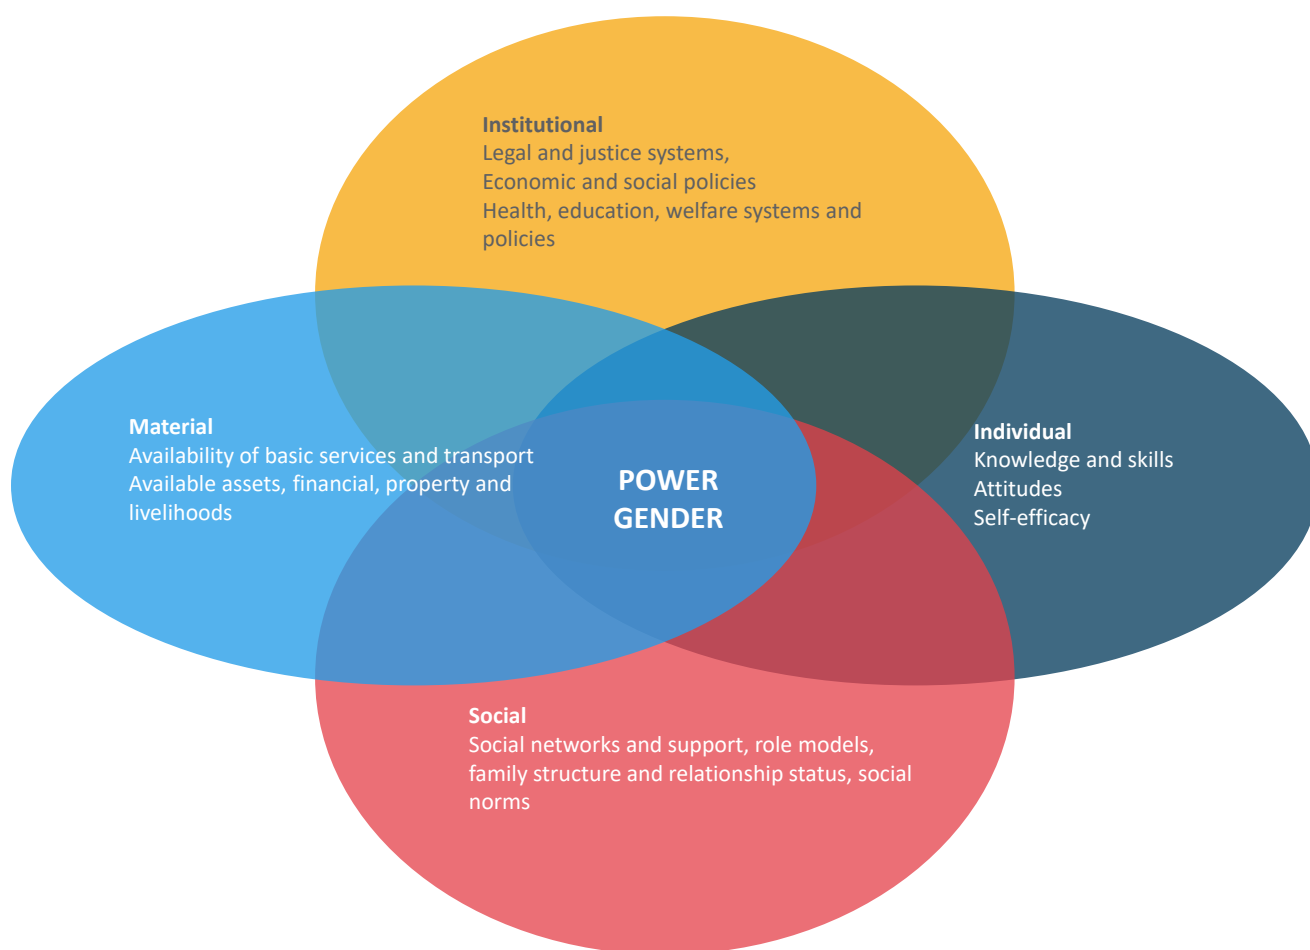 Institutional
Legal and justice systems,
Economic and social policies
Health, education, welfare systems and
policies
Material
Availability of basic services and transport
Available assets, financial, property and
livelihoods
POWER
GENDER
Individual
Knowledge and skills
Attitudes
Self-efficacy
Social
Social networks and support, role models,
family structure and relationship status, social
norms